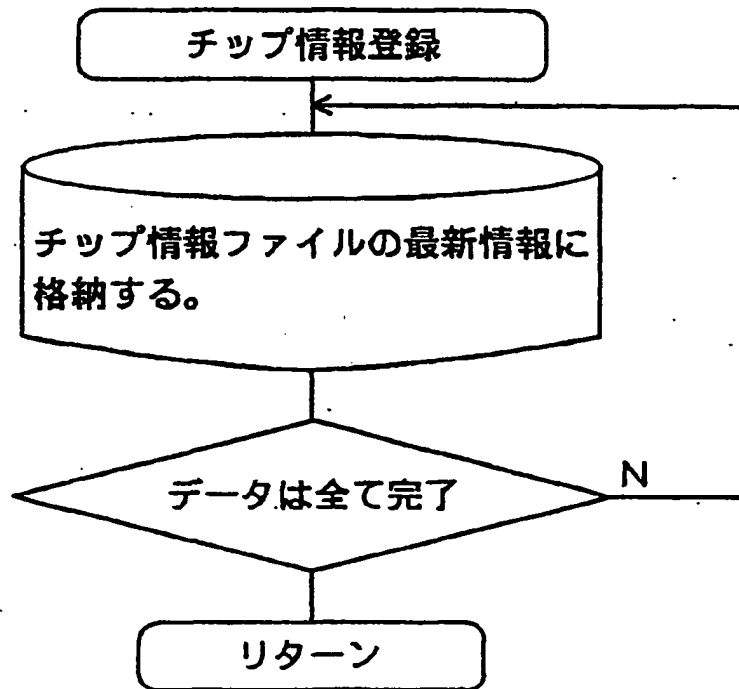 チップ情報登録
チップ情報ファイルの最新情報に
格納する。
データは全て完了
N
リターン